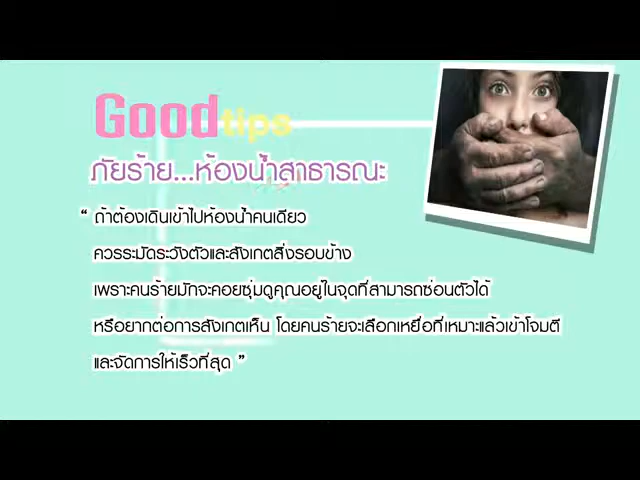 Good tips
ภัยร้าย...ห้องน้ำสาธารณะ
“ ถ้าต้องเดินเข้าไปห้องน้ำคนเดียว
ควรระมัดระวังตัวและสังเกตสิ่งรอบข้าง
เพราะคนร้ายมักจะคอยซุ่มดูคุณอยู่ในจุดที่สามารถซ่อนตัวได้
หรือยากต่อการสังเกตเห็น โดยคนร้ายจะเลือกเหยื่อที่เหมาะแล้วเข้าโจมตี
และจัดการให้เร็วที่สุด ”